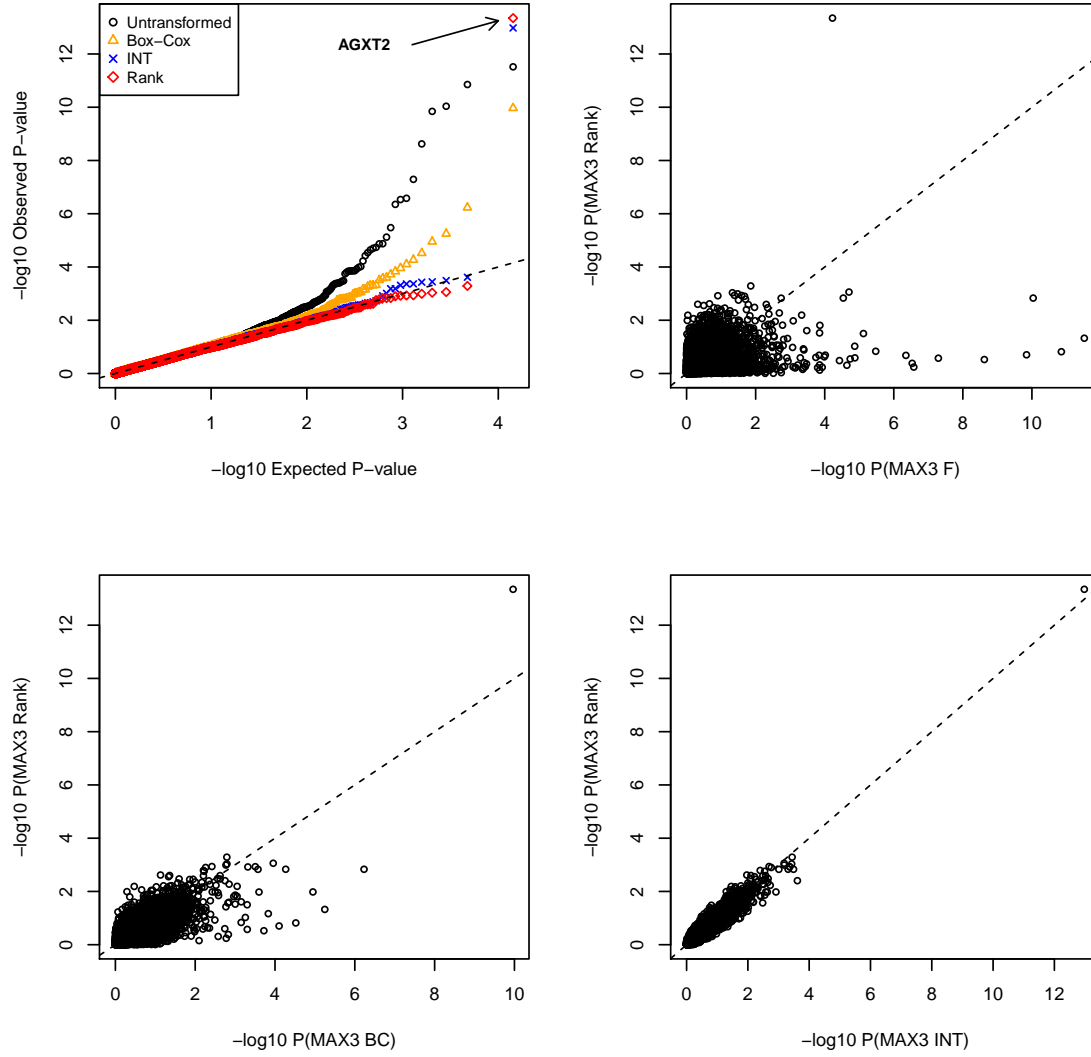 Untransformed
Box−Cox
INT
Rank
AGXT2
−log10 Observed P−value
0 2 4 6 8 10 12
0 1 2 3 4
−log10 Expected P−value
−log10 P(MAX3 Rank)
0 2 4 6 8 10 12
0 2 4 6 8 10
−log10 P(MAX3 F)
−log10 P(MAX3 Rank)
0 2 4 6 8 10 12
0 2 4 6 8 10
−log10 P(MAX3 BC)
−log10 P(MAX3 Rank)
0 2 4 6 8 10 12
0 2 4 6 8 10 12
−log10 P(MAX3 INT)